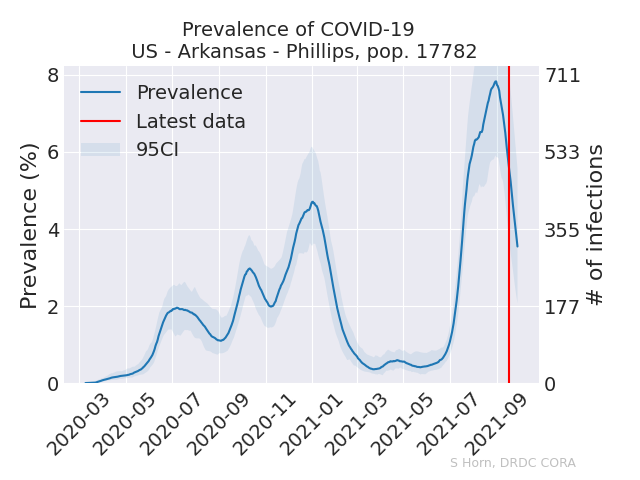 Prevalence of COVID-19
US - Arkansas - Phillips, pop. 17782
8
6
4
2
0
Prevalence (%)
Prevalence
Latest data
95CI
711
533
355
177
0
# of infections
2020-03
2020-05
2020-07
2020-09
2020-11
2021-01
2021-03
2021-05
2021-07
2021-09
S Horn, DRDC CORA